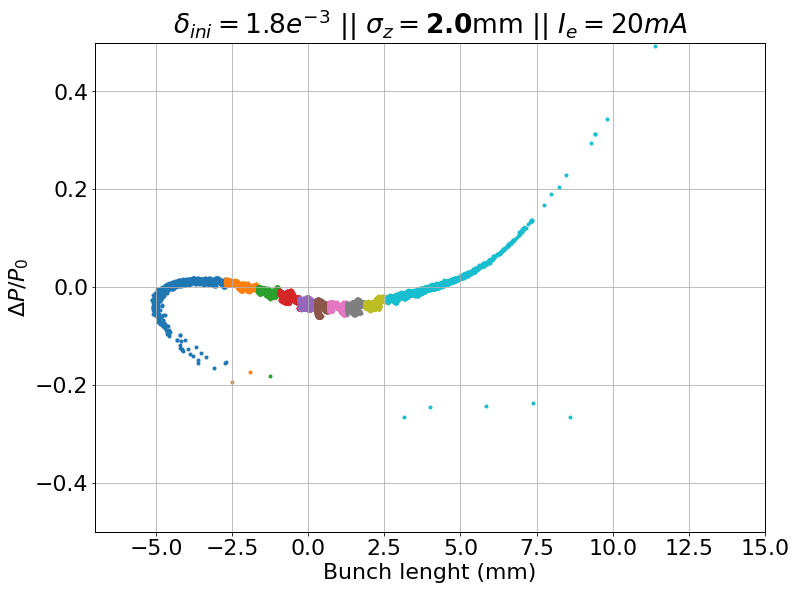 δ_ini = 1.8e⁻³ || σ_z = 2.0mm || I_e = 20mA
0.4
0.2
0.0
−0.2
−0.4
ΔP/P₀
−5.0 −2.5 0.0 2.5 5.0 7.5 10.0 12.5 15.0
Bunch lenght (mm)